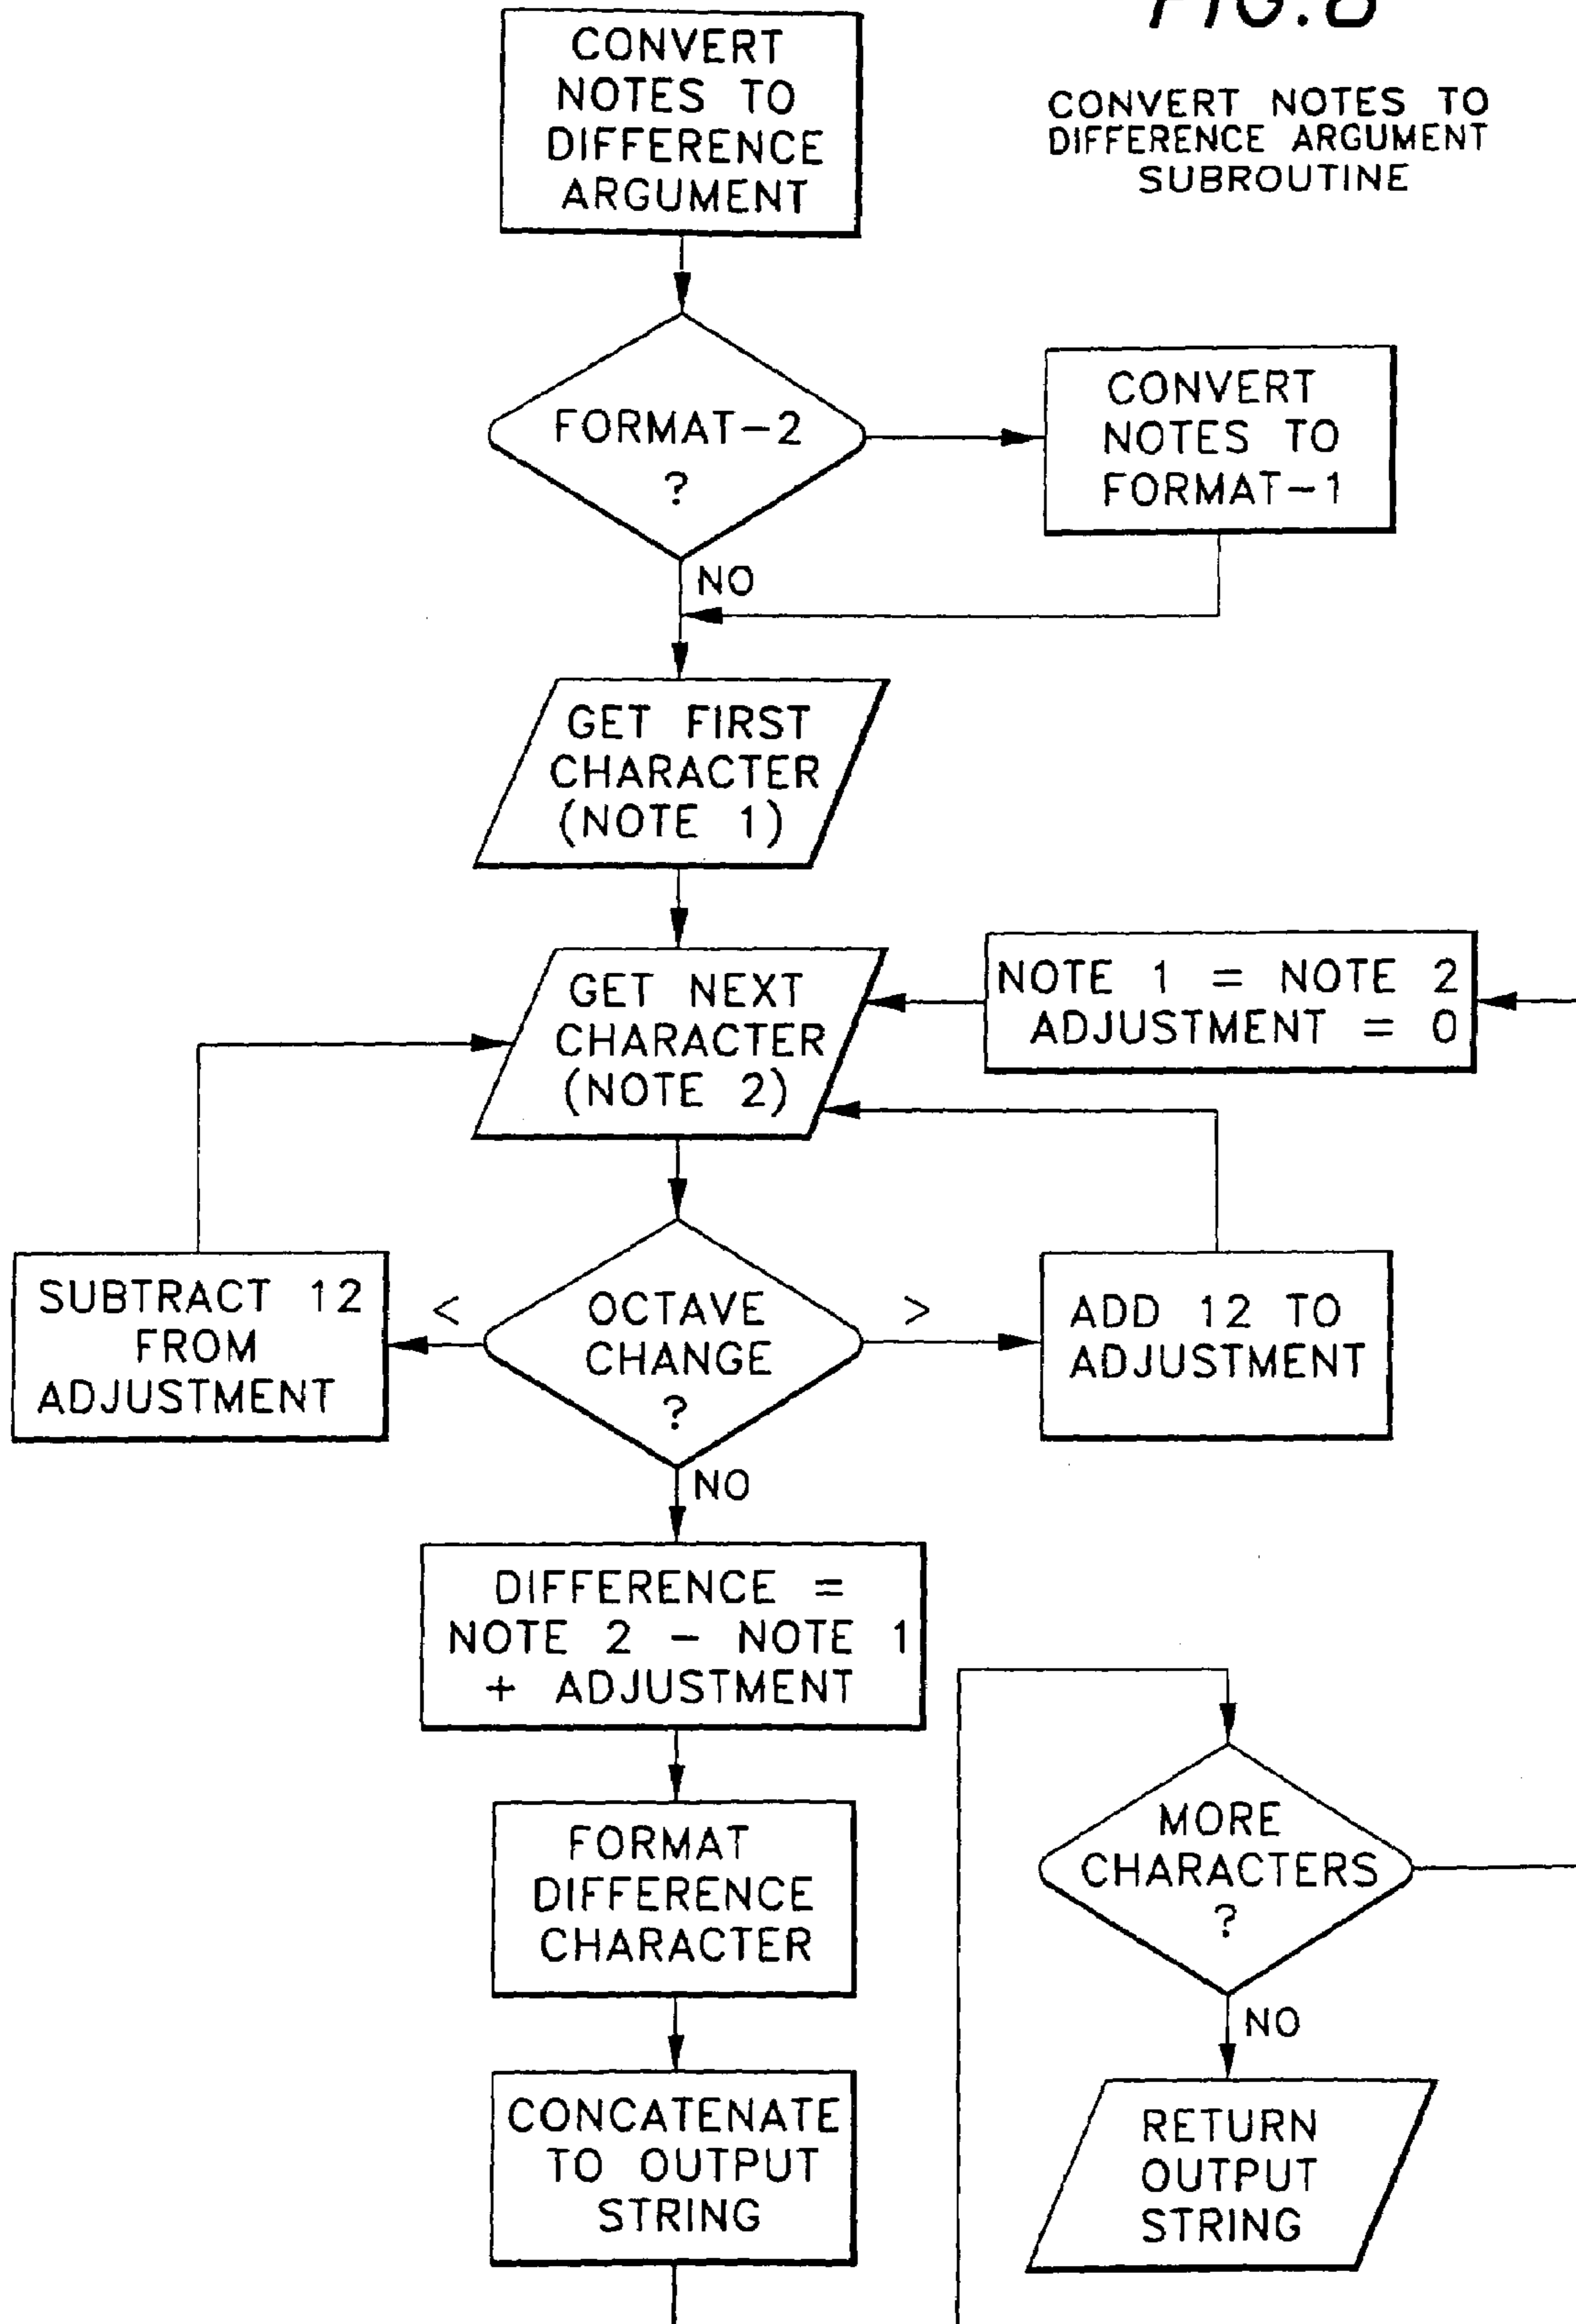 FIG. 8
CONVERT NOTES TO
DIFFERENCE ARGUMENT
SUBROUTINE
CONVERT
NOTES TO
DIFFERENCE
ARGUMENT
FORMAT-2
?
CONVERT
NOTES TO
FORMAT-1
NO
GET FIRST
CHARACTER
(NOTE 1)
GET NEXT
CHARACTER
(NOTE 2)
NOTE 1 = NOTE 2
ADJUSTMENT = 0
SUBTRACT 12
FROM
ADJUSTMENT
<
OCTAVE
CHANGE
?
>
ADD 12 TO
ADJUSTMENT
NO
DIFFERENCE =
NOTE 2 - NOTE 1
+ ADJUSTMENT
FORMAT
DIFFERENCE
CHARACTER
CONCATENATE
TO OUTPUT
STRING
MORE
CHARACTERS
?
NO
RETURN
OUTPUT
STRING